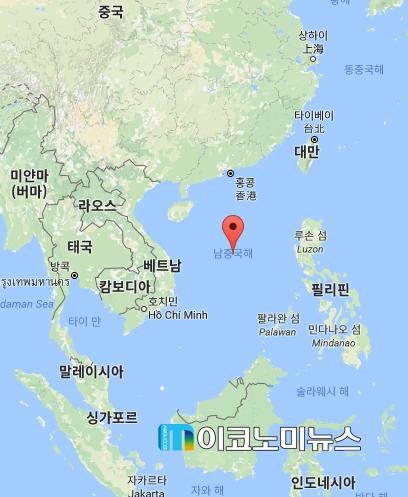 중국
상하이
上海
동중국해
타이베이
台北
대만
미얀마
(버마)
홍콩
香港
라오스
남중국해
루손 섬
Luzon
태국
방콕
กรุงเทพมหานคร
베트남
캄보디아
필리핀
daman Sea
호치민
Hồ Chí Minh
타이 만
팔라완 섬
Palawan
민다나오 섬
Mindanao
말레이시아
술라웨시 해
싱가포르
ECONOMY
이코노미뉴스
자카르타
Jakarta
자와 해
인도네시아